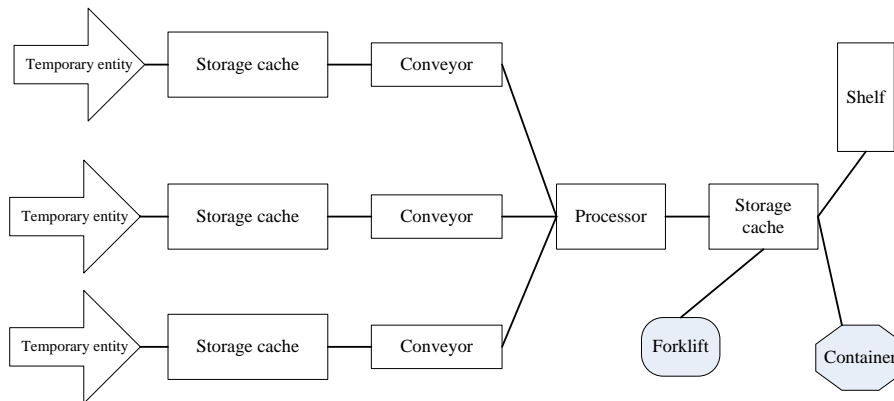 Temporary entity
Storage cache
Conveyor
Shelf
Temporary entity
Storage cache
Conveyor
Processor
Storage
cache
Temporary entity
Storage cache
Conveyor
Forklift
Container